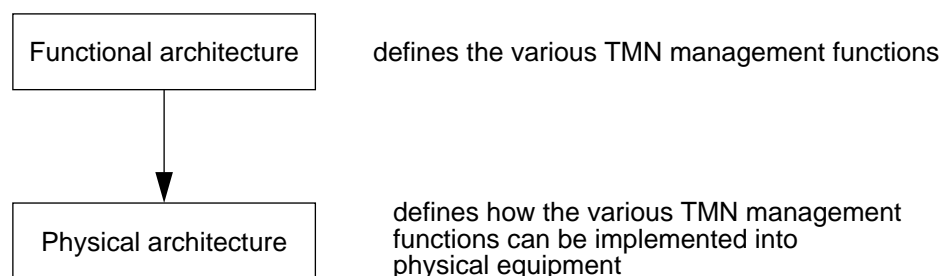 Functional architecture
defines the various TMN management functions
Physical architecture
defines how the various TMN management
functions can be implemented into
physical equipment